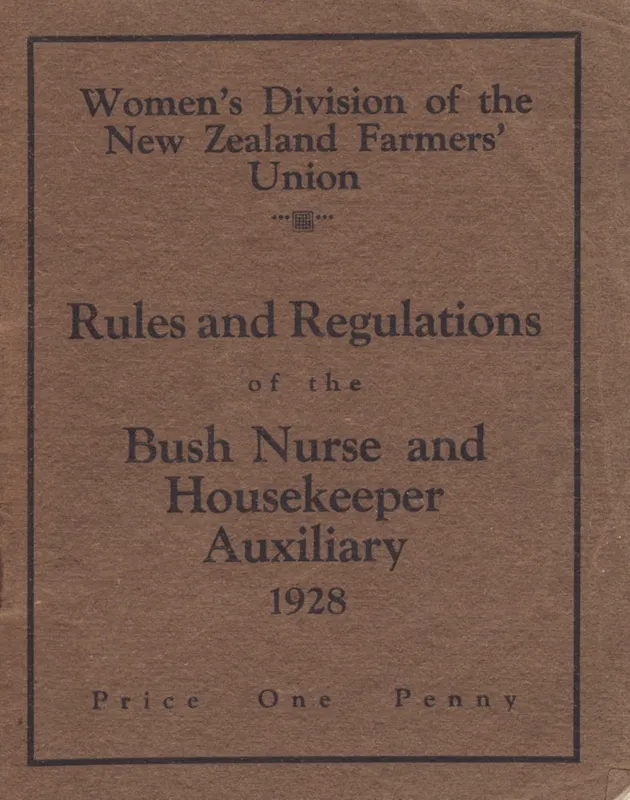 Women's Division of the
New Zealand Farmers'
Union
Rules and Regulations
of the
Bush Nurse and
Housekeeper
Auxiliary
1928
Price One Penny